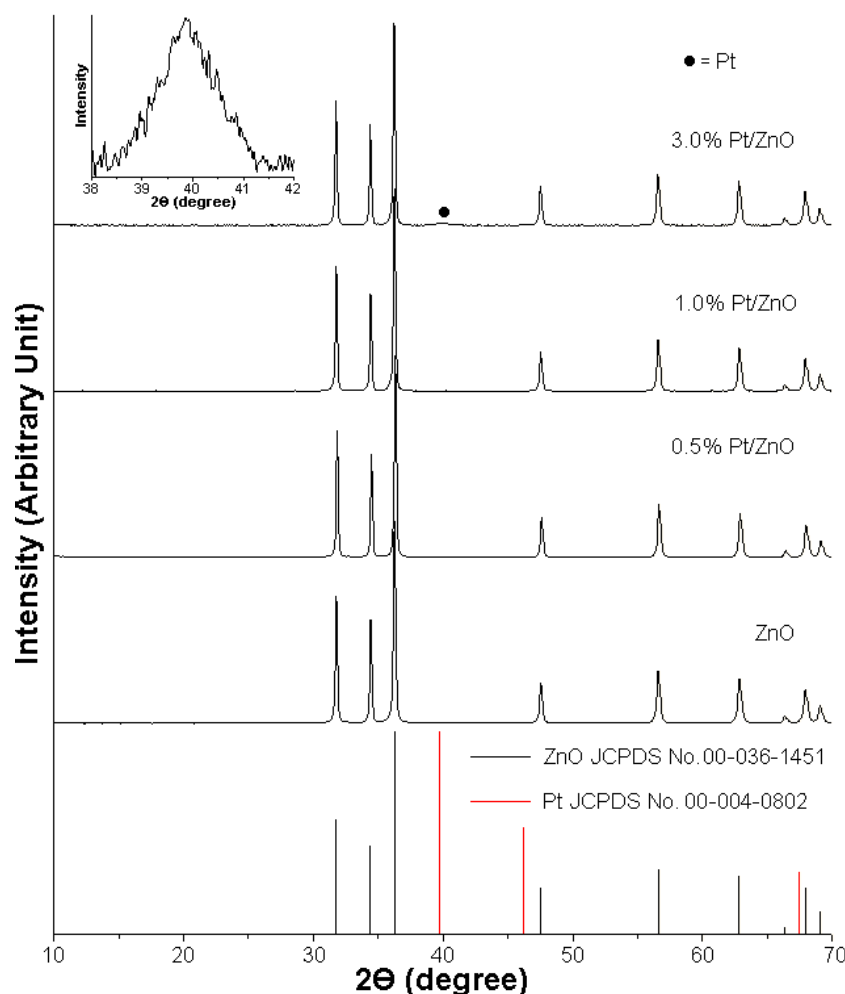 Intensity
38 39 40 41 42
2Θ (degree)
● = Pt
3.0% Pt/ZnO
1.0% Pt/ZnO
0.5% Pt/ZnO
ZnO
Intensity (Arbitrary Unit)
ZnO JCPDS No.00-036-1451
Pt JCPDS No. 00-004-0802
10 20 30 40 50 60 70
2Θ (degree)